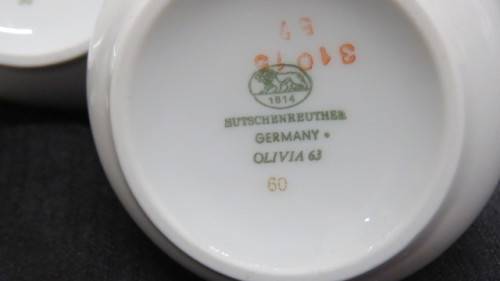 1814
HUTSCHENREUTHER
GERMANY
OLIVIA 63
60